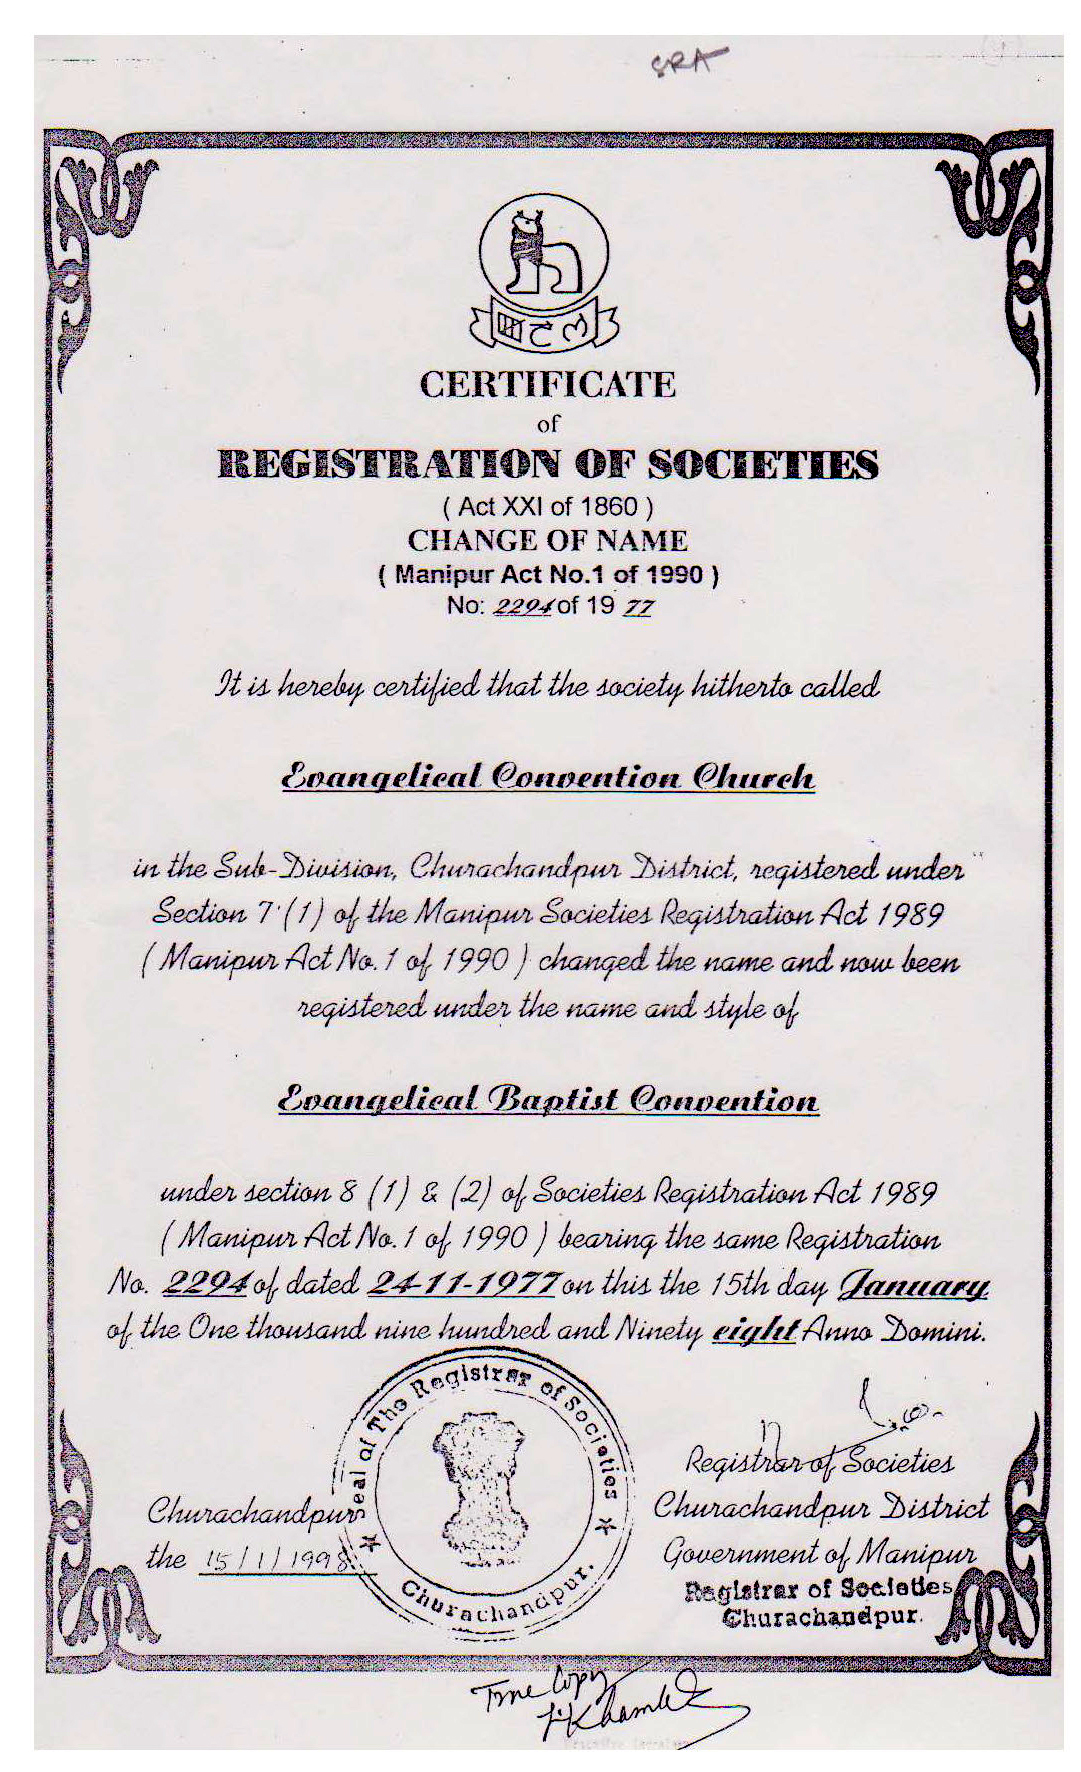 SRA
CERTIFICATE
of
REGISTRATION OF SOCIETIES
( Act XXI of 1860 )
CHANGE OF NAME
( Manipur Act No.1 of 1990 )
No: 2294 of 19 77
It is hereby certified that the society hitherto called
Evangelical Convention Church
in the Sub-Division, Churachandpur District, registered under
Section 7 (1) of the Manipur Societies Registration Act 1989
( Manipur Act No. 1 of 1990 ) changed the name and now been
registered under the name and style of
Evangelical Baptist Convention
under section 8 (1) & (2) of Societies Registration Act 1989
( Manipur Act No. 1 of 1990 ) bearing the same Registration
No. 2294 of dated 24-11-1977 on this the 15th day January
of the One thousand nine hundred and Ninety eight Anno Domini.
Seal of The Registrar of Societies
Churachandpur.
Registrar of Societies
Churachandpur
Churachandpur District
the 15/1/1998
Government of Manipur
Registrar of Societies
Churachandpur.
True Copy